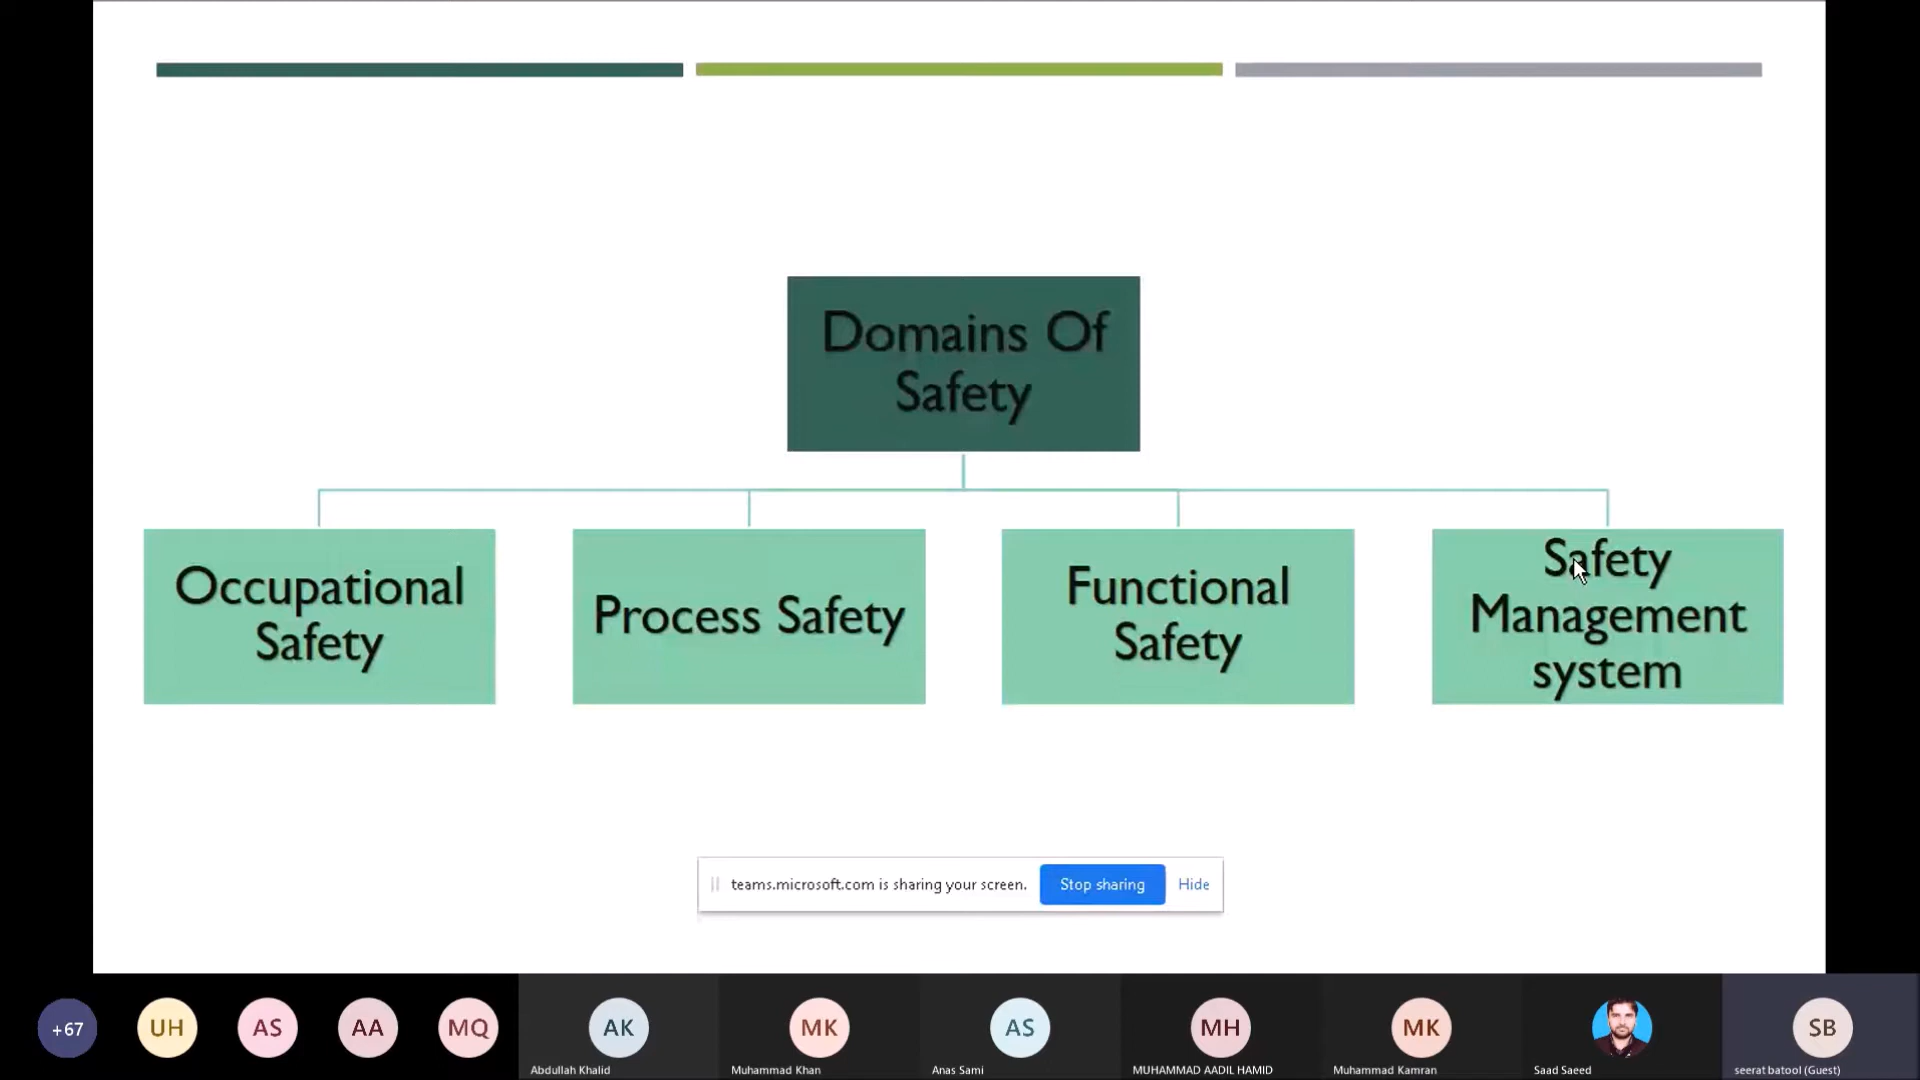 Domains Of
Safety
Occupational
Safety
Process Safety
Functional
Safety
Safety
Management
system
teams.microsoft.com is sharing your screen.
Stop sharing
Hide
+67
UH
AS
AA
MQ
AK
MK
AS
MH
MK
SB
Abdullah Khalid
Muhammad Khan
Anas Sami
MUHAMMAD AADIL HAMID
Muhammad Kamran
Saad Saeed
seerat batool (Guest)